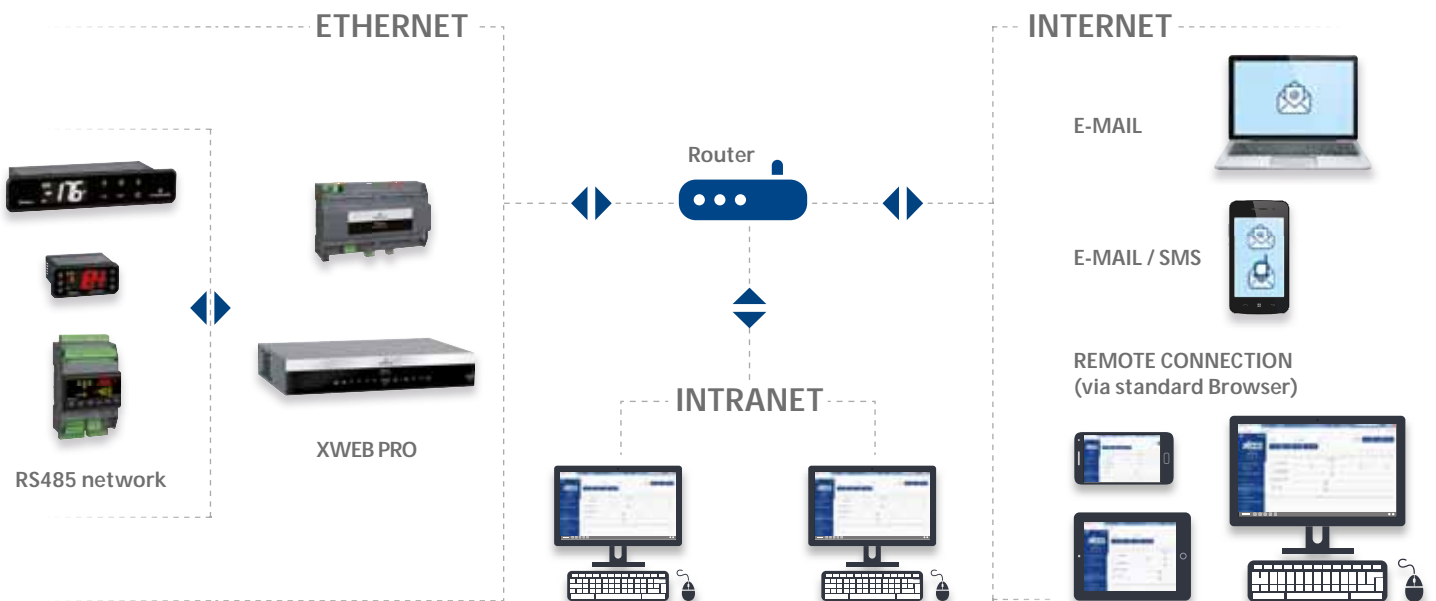 ETHERNET
INTERNET
E-MAIL
Router
E-MAIL / SMS
REMOTE CONNECTION
(via standard Browser)
INTRANET
XWEB PRO
RS485 network